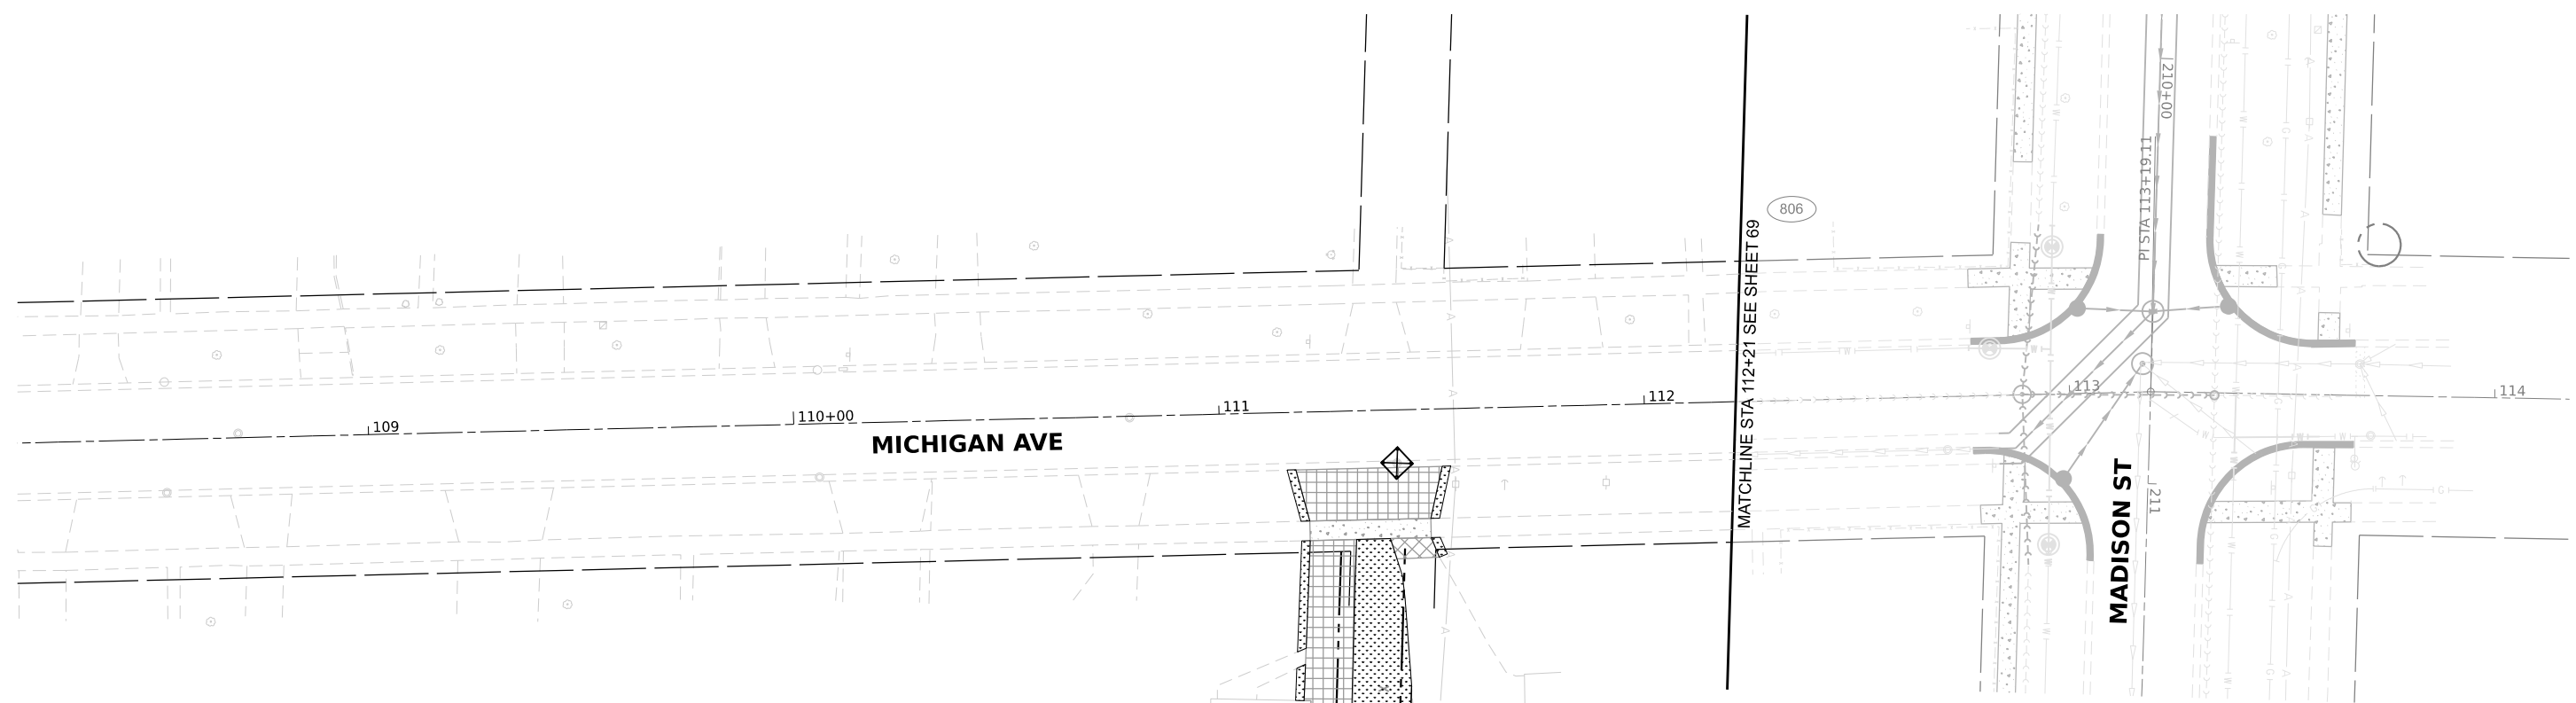 210+00
PI STA 113+19.11
806
MATCHLINE STA 112+21 SEE SHEET 69
109
110+00
111
112
113
114
MICHIGAN AVE
MADISON ST
211